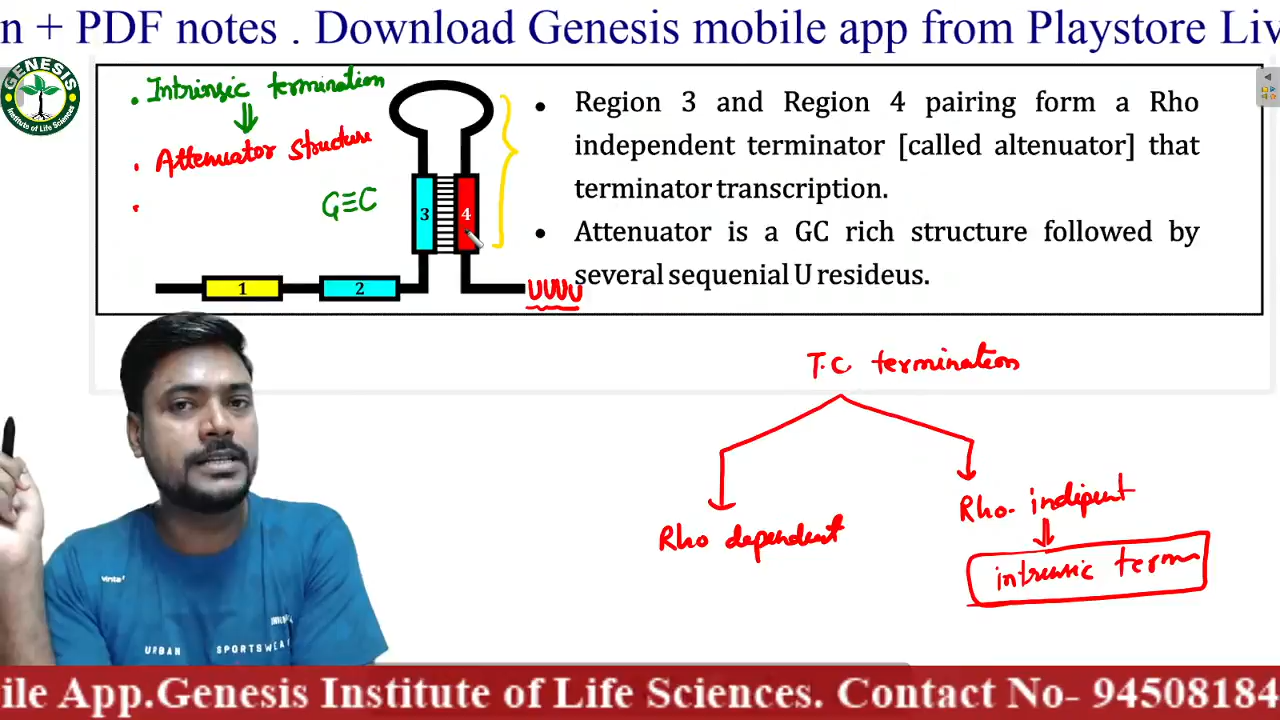 n + PDF notes . Download Genesis mobile app from Playstore Liv
GENESIS
Institute of Life Sciences
• Intrinsic termination
• Attenuator structure
G≡C
3
4
1
2
UUUU
• Region 3 and Region 4 pairing form a Rho
independent terminator [called altenuator] that
terminator transcription.
• Attenuator is a GC rich structure followed by
several sequenial U resideus.
T.C termination
Rho dependent
Rho- indipent
intrinsic term
URBAN SPORTSWEA
ile App.Genesis Institute of Life Sciences. Contact No- 94508184